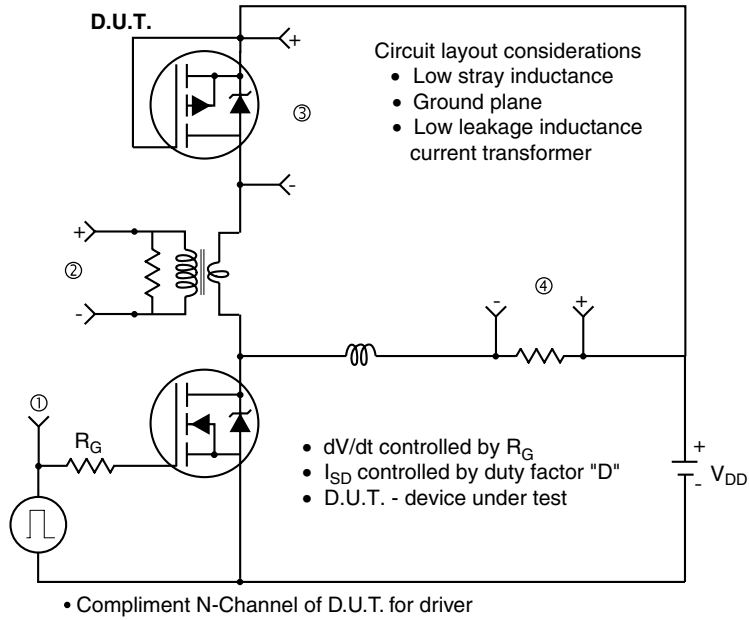 D.U.T.
+
Circuit layout considerations
• Low stray inductance
• Ground plane
• Low leakage inductance
current transformer
③
-
+
②
-
④
-
+
①
R_G
• dV/dt controlled by R_G
• I_SD controlled by duty factor "D"
• D.U.T. - device under test
+
-
V_DD
• Compliment N-Channel of D.U.T. for driver